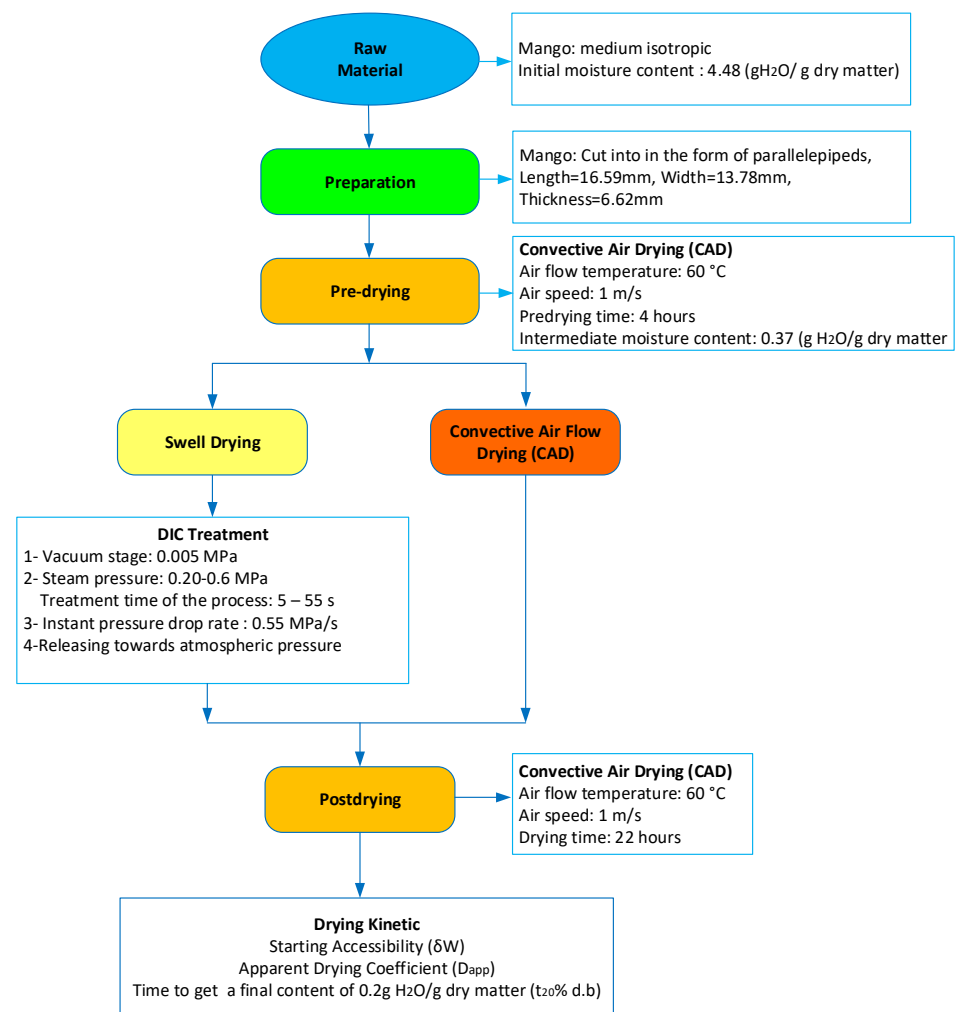 Raw
Material
Mango: medium isotropic
Initial moisture content : 4.48 (gH2O/ g dry matter)
Preparation
Mango: Cut into in the form of parallelepipeds,
Length=16.59mm, Width=13.78mm,
Thickness=6.62mm
Pre-drying
Convective Air Drying (CAD)
Air flow temperature: 60 °C
Air speed: 1 m/s
Predrying time: 4 hours
Intermediate moisture content: 0.37 (g H2O/g dry matter
Swell Drying
Convective Air Flow
Drying (CAD)
DIC Treatment
1- Vacuum stage: 0.005 MPa
2- Steam pressure: 0.20-0.6 MPa
Treatment time of the process: 5 – 55 s
3- Instant pressure drop rate : 0.55 MPa/s
4-Releasing towards atmospheric pressure
Postdrying
Convective Air Drying (CAD)
Air flow temperature: 60 °C
Air speed: 1 m/s
Drying time: 22 hours
Drying Kinetic
Starting Accessibility (δW)
Apparent Drying Coefficient (Dapp)
Time to get a final content of 0.2g H2O/g dry matter (t20% d.b)